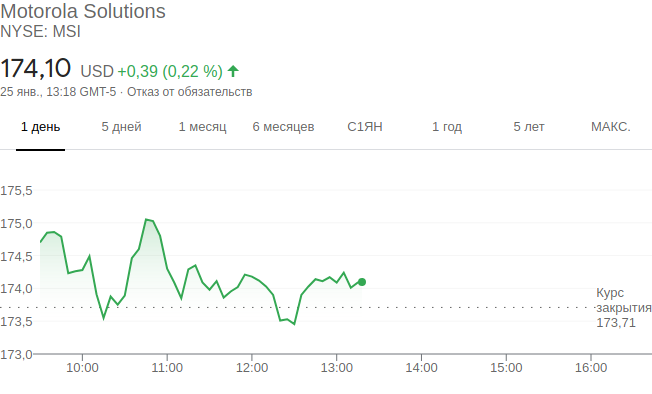 Motorola Solutions
NYSE: MSI
174,10 USD +0,39 (0,22 %)
25 янв., 13:18 GMT-5 · Отказ от обязательств
1 день 5 дней 1 месяц 6 месяцев С1ЯН 1 год 5 лет МАКС.
175,5
175,0
174,5
174,0
173,5
173,0
Курс
закрытия
173,71
10:00 11:00 12:00 13:00 14:00 15:00 16:00